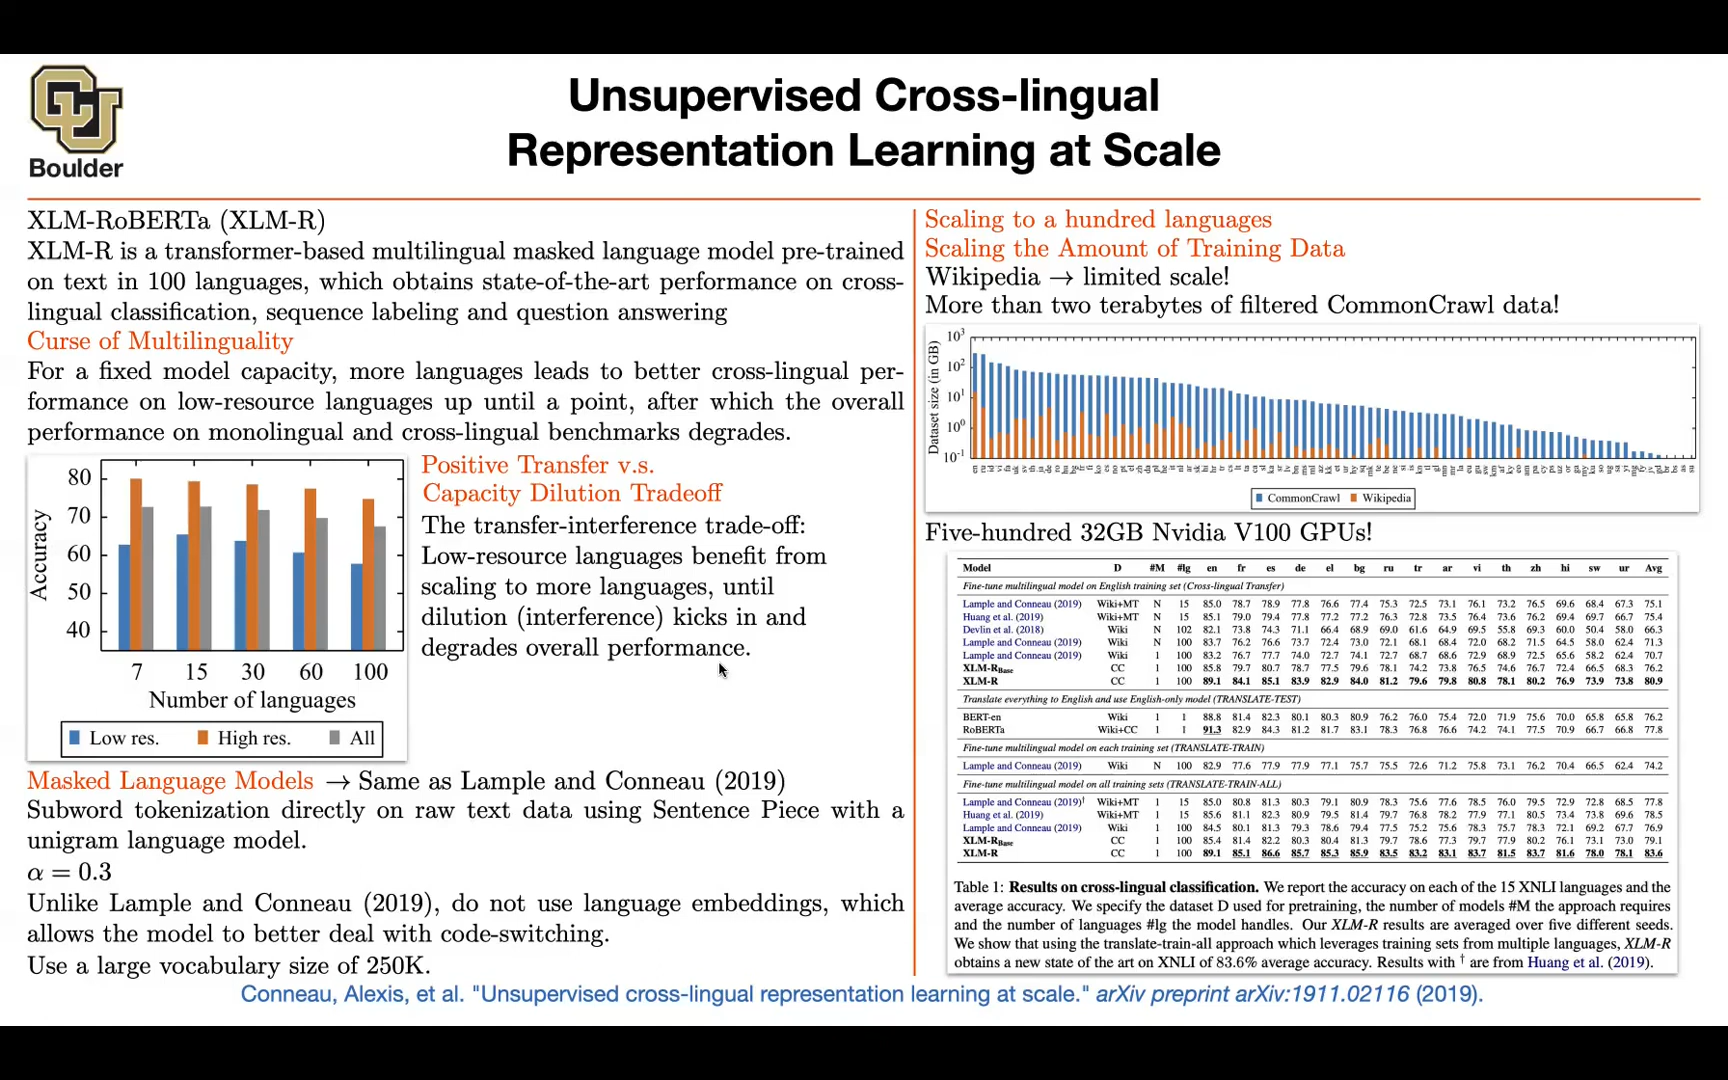 Boulder
Unsupervised Cross-lingual
Representation Learning at Scale
XLM-RoBERTa (XLM-R)
XLM-R is a transformer-based multilingual masked language model pre-trained
on text in 100 languages, which obtains state-of-the-art performance on cross-
lingual classification, sequence labeling and question answering
Curse of Multilinguality
For a fixed model capacity, more languages leads to better cross-lingual per-
formance on low-resource languages up until a point, after which the overall
performance on monolingual and cross-lingual benchmarks degrades.
80
70
60
50
40
Accuracy
7 15 30 60 100
Number of languages
Low res. High res. All
Positive Transfer v.s.
Capacity Dilution Tradeoff
The transfer-interference trade-off:
Low-resource languages benefit from
scaling to more languages, until
dilution (interference) kicks in and
degrades overall performance.
Masked Language Models → Same as Lample and Conneau (2019)
Subword tokenization directly on raw text data using Sentence Piece with a
unigram language model.
α = 0.3
Unlike Lample and Conneau (2019), do not use language embeddings, which
allows the model to better deal with code-switching.
Use a large vocabulary size of 250K.
Scaling to a hundred languages
Scaling the Amount of Training Data
Wikipedia → limited scale!
More than two terabytes of filtered CommonCrawl data!
Dataset size (in GB)
10³
10²
10¹
10⁰
10⁻¹
CommonCrawl Wikipedia
Five-hundred 32GB Nvidia V100 GPUs!
Model D #M #lg en fr es de el bg ru tr ar vi th zh hi sw ur Avg
Fine-tune multilingual model on English training set (Cross-lingual Transfer)
Lample and Conneau (2019) Wiki+MT N 15 85.0 78.7 78.9 77.8 76.6 77.4 75.3 72.5 73.1 76.1 73.2 76.5 69.6 68.4 67.3 75.1
Huang et al. (2019) Wiki+MT N 15 85.1 79.0 79.4 77.8 77.2 77.2 76.3 72.8 73.5 76.4 73.6 76.2 69.4 69.7 66.7 75.4
Devlin et al. (2018) Wiki N 102 82.1 73.8 74.3 71.1 66.4 68.9 69.0 61.6 64.9 69.5 55.8 69.3 60.0 50.4 58.0 66.3
Lample and Conneau (2019) Wiki N 100 83.7 76.2 76.6 73.7 72.4 73.0 72.1 68.1 68.4 72.0 68.2 71.5 64.5 58.0 62.4 71.3
Lample and Conneau (2019) Wiki 1 100 83.2 76.7 77.7 74.0 72.7 74.1 72.7 68.7 68.6 72.9 68.9 72.5 65.6 58.2 62.4 70.7
XLM-R_Base CC 1 100 85.8 79.7 80.7 78.7 77.5 79.6 78.1 74.2 73.8 76.5 74.6 76.7 72.4 66.5 68.3 76.2
XLM-R CC 1 100 89.1 84.1 85.1 83.9 82.9 84.0 81.2 79.6 79.8 80.8 78.1 80.2 76.9 73.9 73.8 80.9
Translate everything to English and use English-only model (TRANSLATE-TEST)
BERT-en Wiki 1 1 88.8 81.4 82.3 80.1 80.3 80.9 76.2 76.0 75.4 72.0 71.9 75.6 70.0 65.8 65.8 76.2
RoBERTa Wiki+CC 1 1 91.3 82.9 84.3 81.2 81.7 83.1 78.3 76.8 76.6 74.2 74.1 77.5 70.9 66.7 66.8 77.8
Fine-tune multilingual model on each training set (TRANSLATE-TRAIN)
Lample and Conneau (2019) Wiki N 100 82.9 77.6 77.9 77.9 77.1 75.7 75.5 72.6 71.2 75.8 73.1 76.2 70.4 66.5 62.4 74.2
Fine-tune multilingual model on all training sets (TRANSLATE-TRAIN-ALL)
Lample and Conneau (2019)† Wiki+MT 1 15 85.0 80.8 81.3 80.3 79.1 80.9 78.3 75.6 77.6 78.5 76.0 79.5 72.9 72.8 68.5 77.8
Huang et al. (2019) Wiki+MT 1 15 85.6 81.1 82.3 80.9 79.5 81.4 79.7 76.8 78.2 77.9 77.1 80.5 73.4 73.8 69.6 78.5
Lample and Conneau (2019) Wiki 1 100 84.5 80.1 81.3 79.3 78.6 79.4 77.5 75.2 75.6 78.3 75.7 78.3 72.1 69.2 67.7 76.9
XLM-R_Base CC 1 100 85.4 81.4 82.2 80.3 80.4 81.3 79.7 78.6 77.3 79.7 77.9 80.2 76.1 73.1 73.0 79.1
XLM-R CC 1 100 89.1 85.1 86.6 85.7 85.3 85.9 83.5 83.2 83.1 83.7 81.5 83.7 81.6 78.0 78.1 83.6
Table 1: Results on cross-lingual classification. We report the accuracy on each of the 15 XNLI languages and the
average accuracy. We specify the dataset D used for pretraining, the number of models #M the approach requires
and the number of languages #lg the model handles. Our XLM-R results are averaged over five different seeds.
We show that using the translate-train-all approach which leverages training sets from multiple languages, XLM-R
obtains a new state of the art on XNLI of 83.6% average accuracy. Results with † are from Huang et al. (2019).
Conneau, Alexis, et al. "Unsupervised cross-lingual representation learning at scale." arXiv preprint arXiv:1911.02116 (2019).